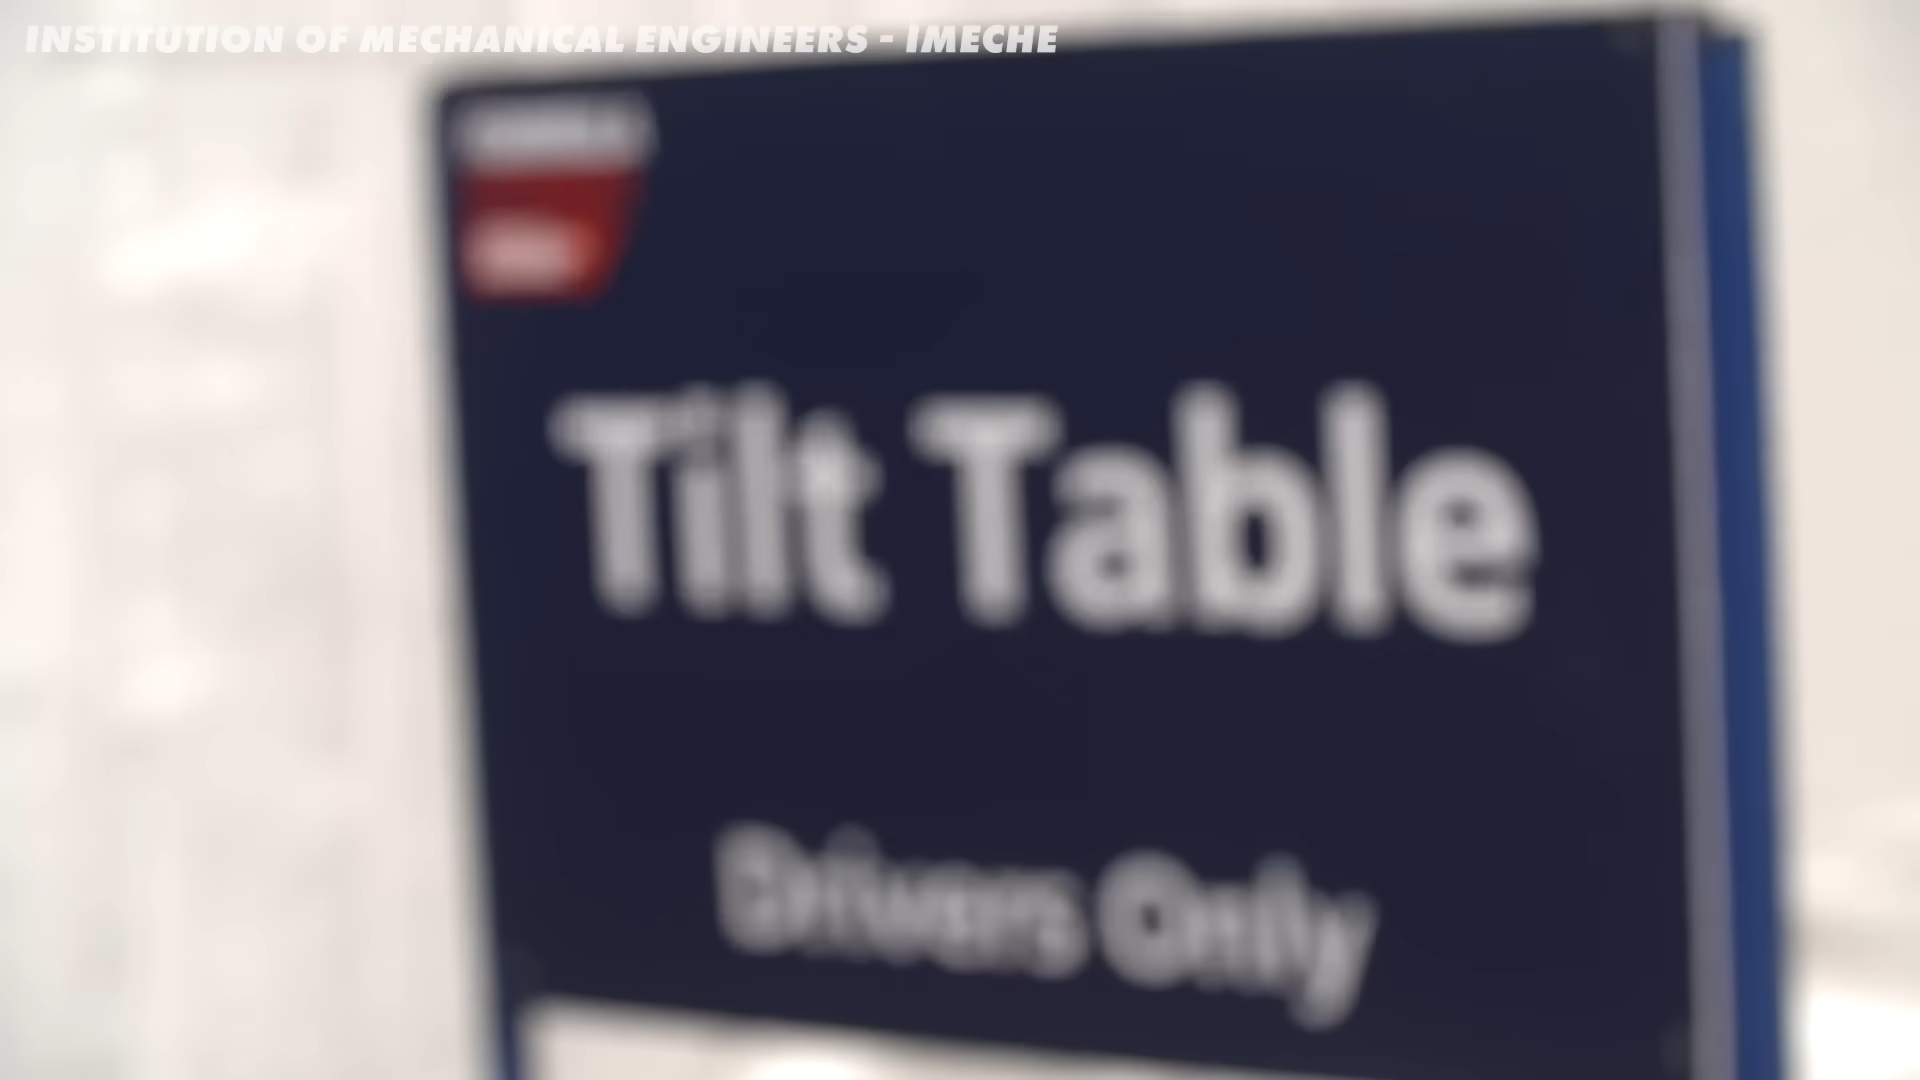 INSTITUTION OF MECHANICAL ENGINEERS - IMECHE
Tilt Table
Drivers Only